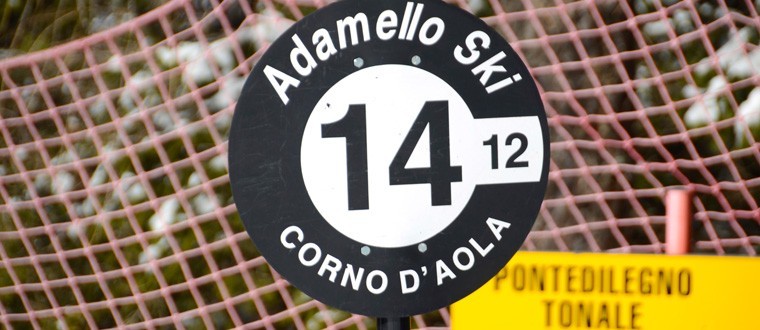 Adamello Ski
14
12
CORNO D'AOLA
PONTEDILEGNO
TONALE